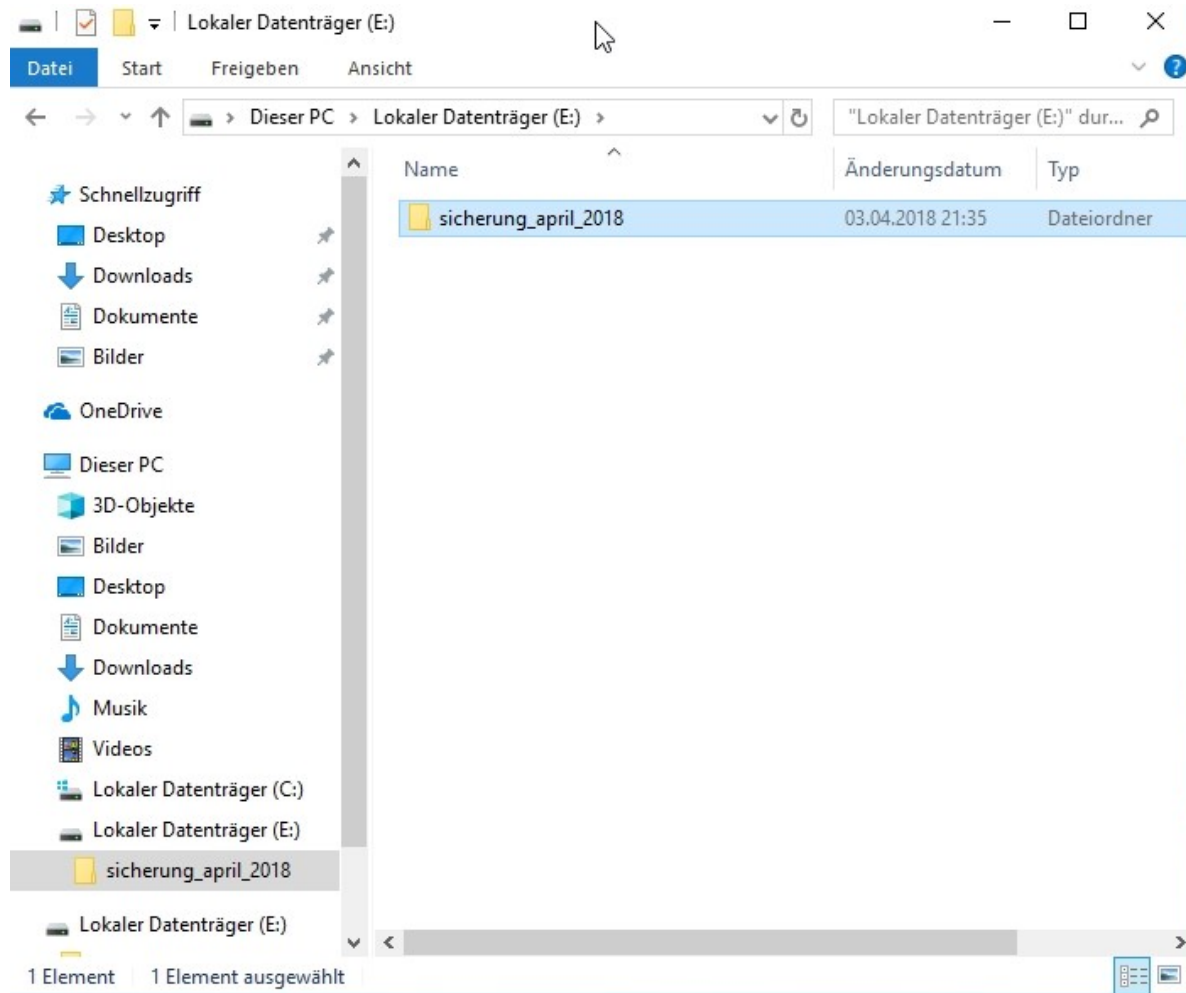 Lokaler Datenträger (E:)
Datei Start Freigeben Ansicht
Dieser PC Lokaler Datenträger (E:)
"Lokaler Datenträger (E:)" dur...
Name Änderungsdatum Typ
sicherung_april_2018 03.04.2018 21:35 Dateiordner
Schnellzugriff
Desktop
Downloads
Dokumente
Bilder
OneDrive
Dieser PC
3D-Objekte
Bilder
Desktop
Dokumente
Downloads
Musik
Videos
Lokaler Datenträger (C:)
Lokaler Datenträger (E:)
sicherung_april_2018
Lokaler Datenträger (E:)
1 Element 1 Element ausgewählt